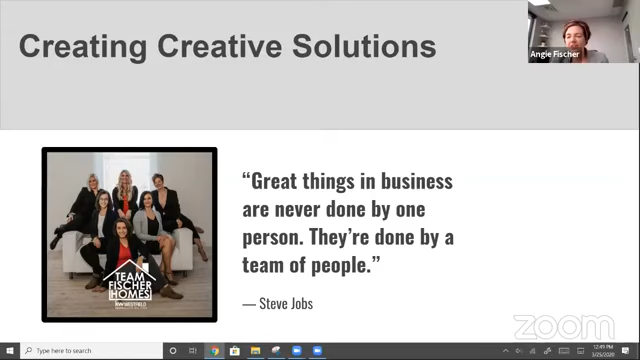 Creating Creative Solutions
Angie Fischer
“Great things in business
are never done by one
person. They’re done by a
team of people.”
— Steve Jobs
TEAM
FISCHER
HOMES
kw WESTFIELD
zoom
Type here to search
12:49 PM
3/25/2020